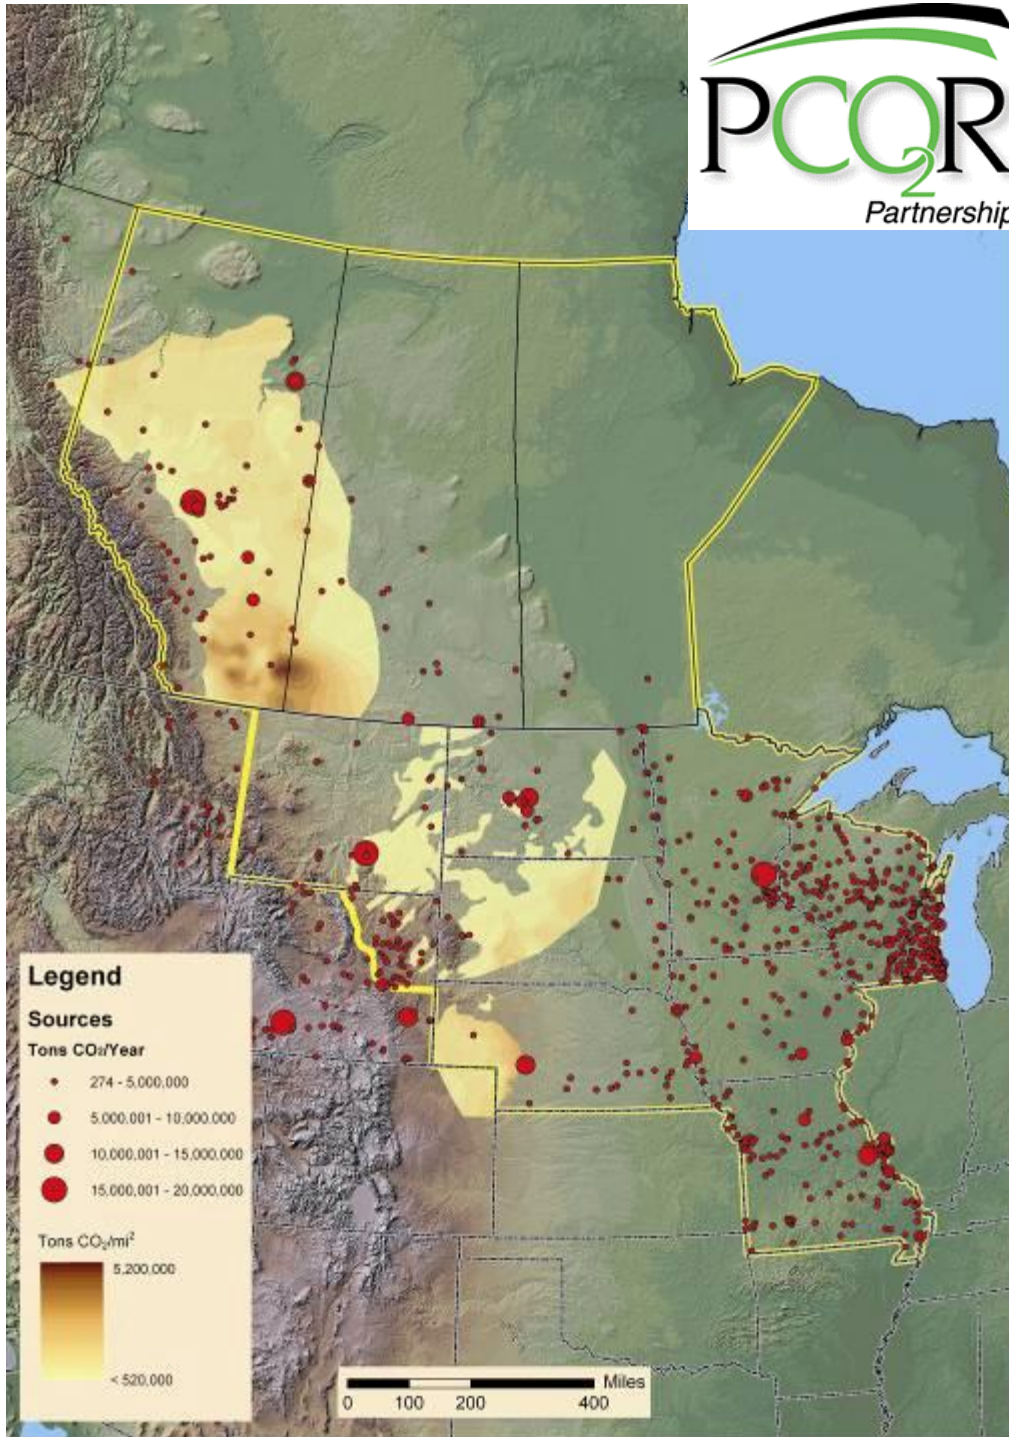 PCO2R
Partnership
Legend
Sources
Tons CO2/Year
274 - 5,000,000
5,000,001 - 10,000,000
10,000,001 - 15,000,000
15,000,001 - 20,000,000
Tons CO2/mi2
5,200,000
< 520,000
Miles
0 100 200 400